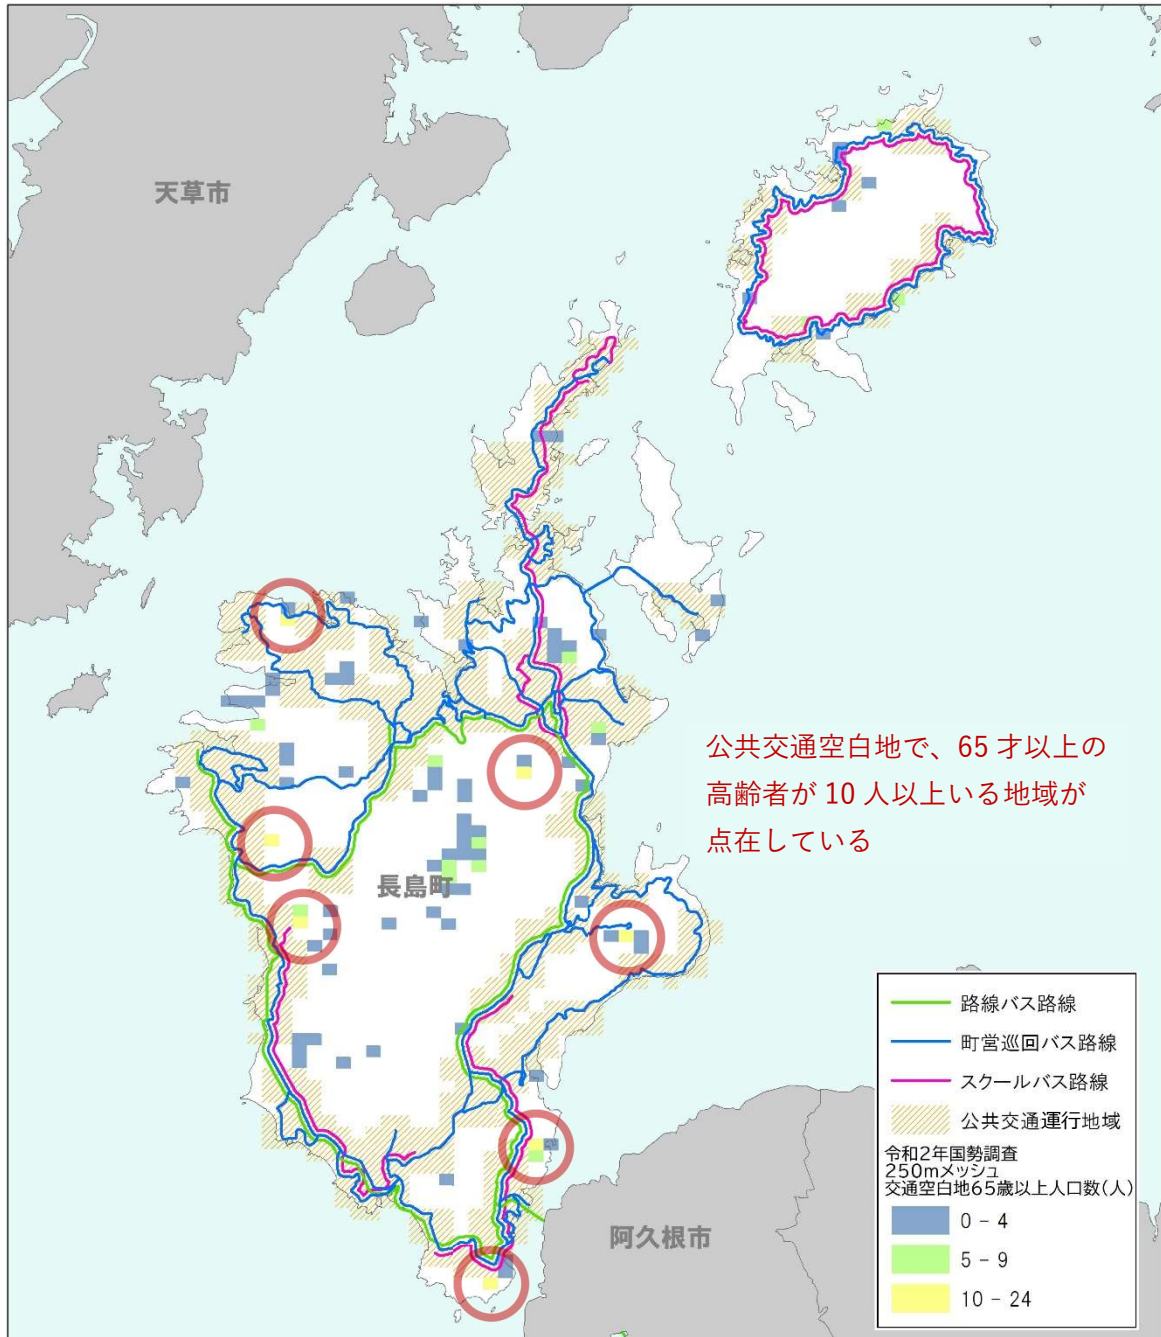 天草市
公共交通空白地で、65才以上の
高齢者が10人以上いる地域が
点在している
長島町
阿久根市
路線バス路線
町営巡回バス路線
スクールバス路線
公共交通運行地域
令和2年国勢調査
250mメッシュ
交通空白地65歳以上人口数(人)
0 - 4
5 - 9
10 - 24